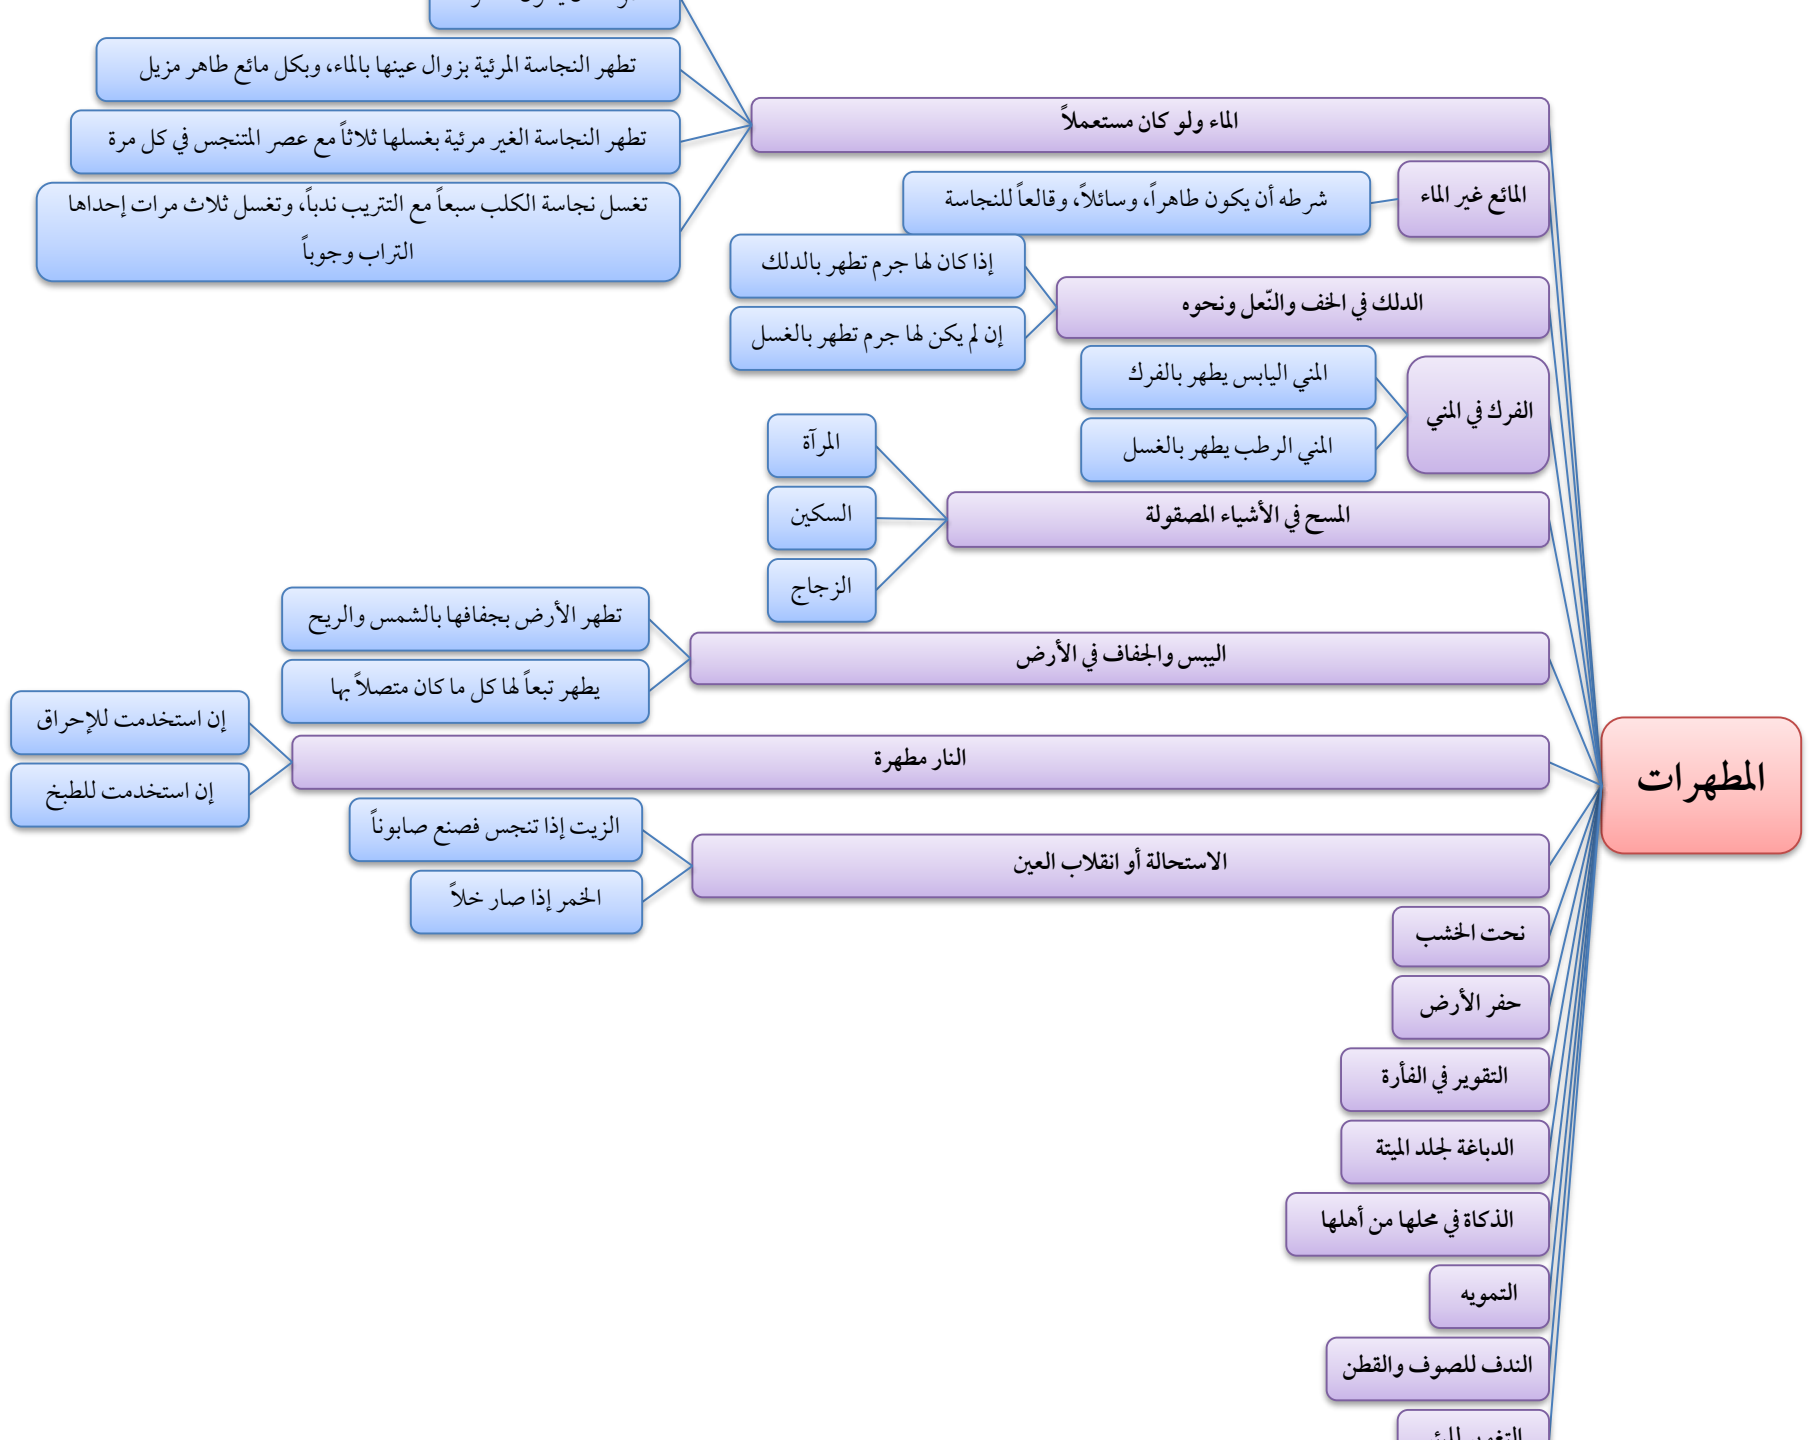 المطهرات
الماء ولو كان مستعملاً
تطهر النجاسة المرئية بزوال عينها بالماء، وبكل مائع طاهر مزيل
تطهر النجاسة الغير مرئية بغسلها ثلاثاً مع عصر المتنجس في كل مرة
تغسل نجاسة الكلب سبعاً مع التتريب ندباً، وتغسل ثلاث مرات إحداها
التراب وجوباً
المائع غير الماء
شرطه أن يكون طاهراً، وسائلاً، وقالعاً للنجاسة
الدلك في الخف والنّعل ونحوه
إذا كان لها جرم تطهر بالدلك
إن لم يكن لها جرم تطهر بالغسل
الفرك في المني
المني اليابس يطهر بالفرك
المني الرطب يطهر بالغسل
المسح في الأشياء المصقولة
المرآة
السكين
الزجاج
اليبس والجفاف في الأرض
تطهر الأرض بجفافها بالشمس والريح
يطهر تبعاً لها كل ما كان متصلاً بها
النار مطهرة
إن استخدمت للإحراق
إن استخدمت للطبخ
الاستحالة أو انقلاب العين
الزيت إذا تنجس فصنع صابوناً
الخمر إذا صار خلاً
نحت الخشب
حفر الأرض
التقوير في الفأرة
الدباغة لجلد الميتة
الذكاة في محلها من أهلها
التمويه
الندف للصوف والقطن